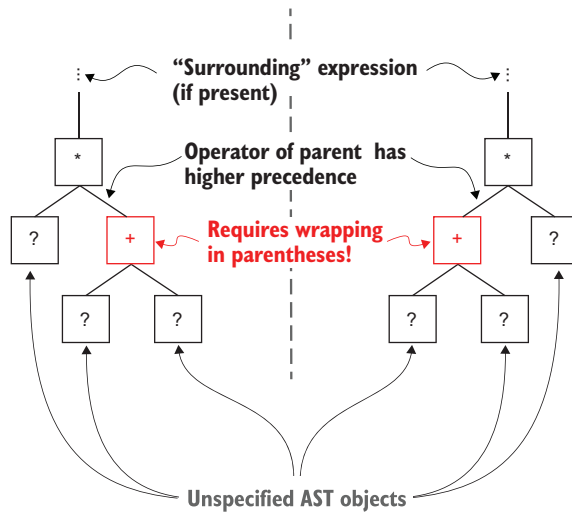 “Surrounding” expression
(if present)
⋮ ⋮
* *
Operator of parent has
higher precedence
? + + ?
Requires wrapping
in parentheses!
? ? ? ?
Unspecified AST objects